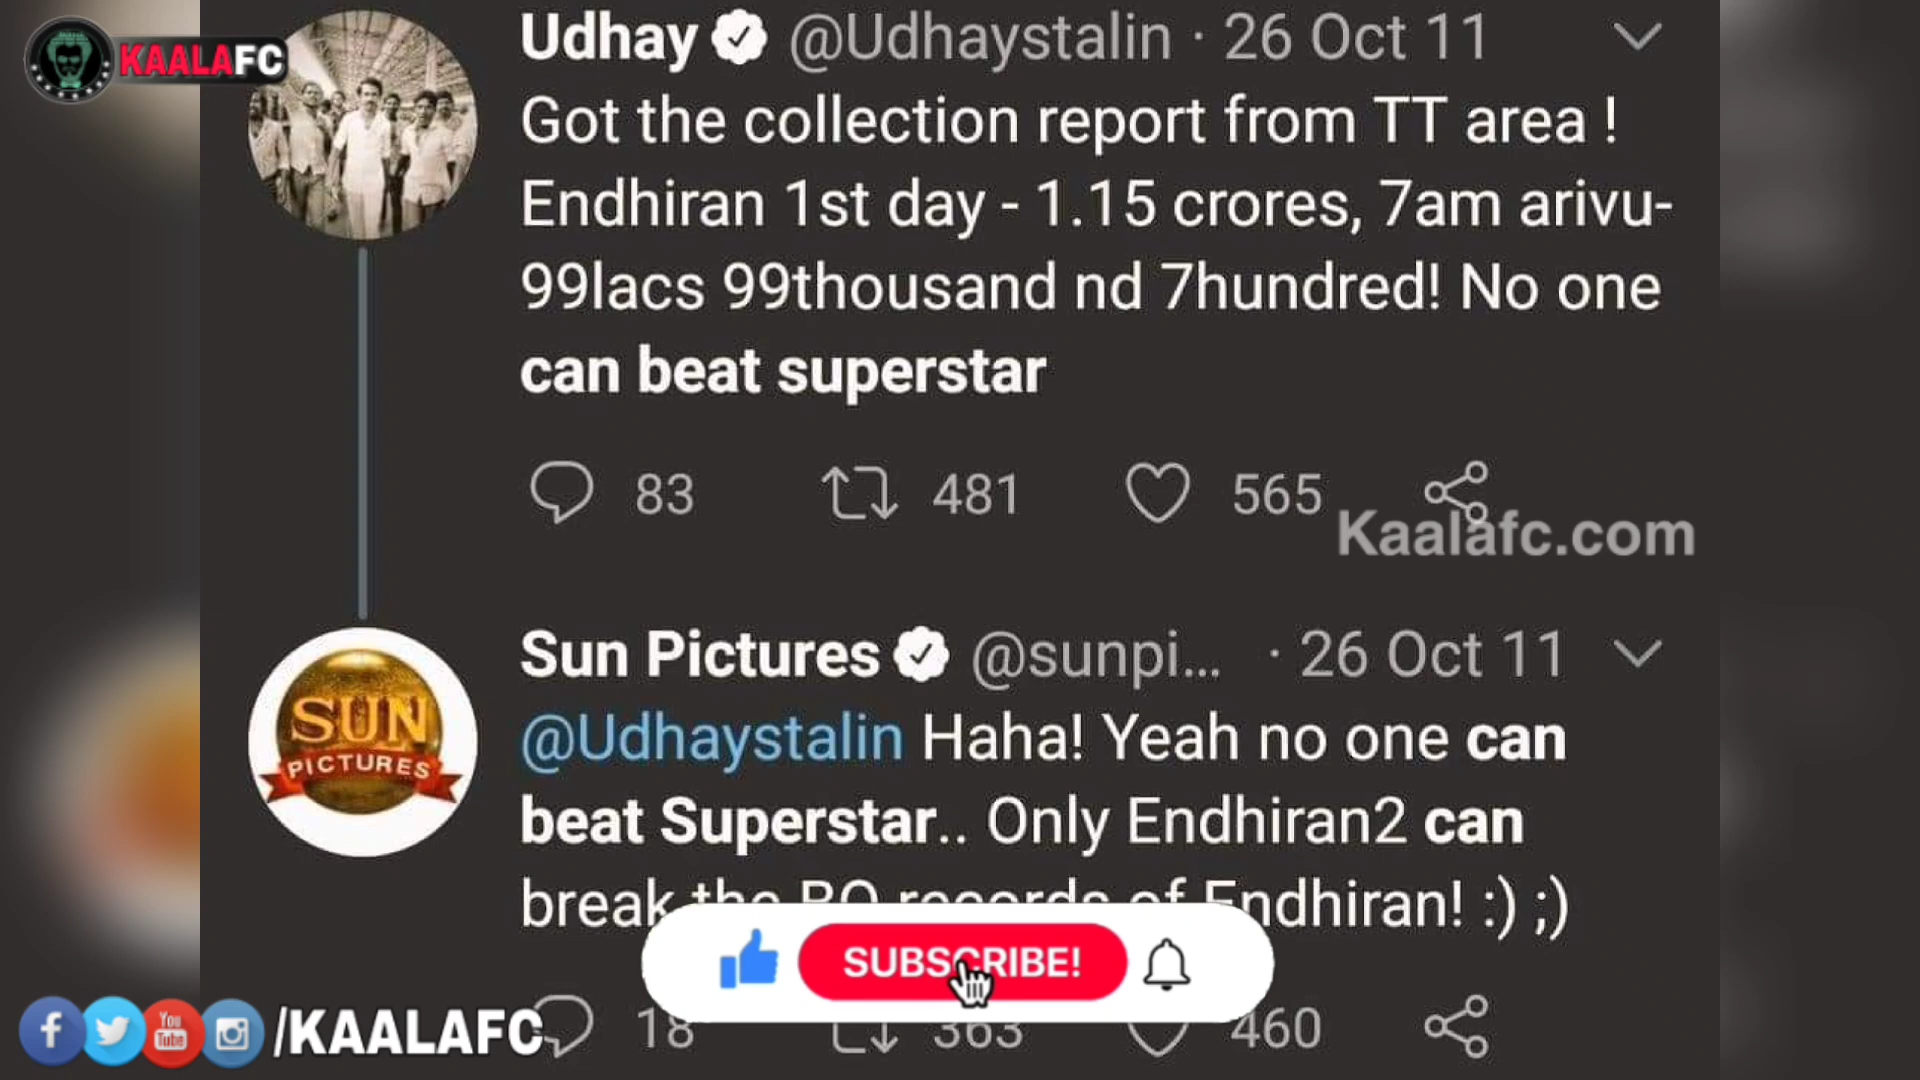 KAALAFC
Udhay @Udhaystalin · 26 Oct 11
Got the collection report from TT area !
Endhiran 1st day - 1.15 crores, 7am arivu-
99lacs 99thousand nd 7hundred! No one
can beat superstar
83 481 565
Kaalafc.com
Sun Pictures @sunpi... · 26 Oct 11
SUN
PICTURES
@Udhaystalin Haha! Yeah no one can
beat Superstar.. Only Endhiran2 can
break the BO records of Endhiran! :) ;)
SUBSCRIBE!
18 363 460
f You Tube /KAALAFC